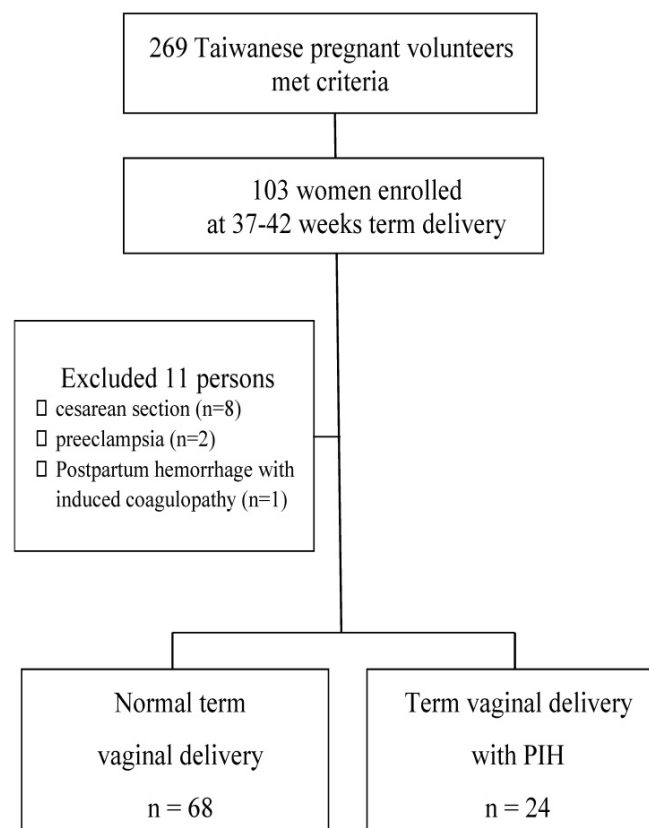 269 Taiwanese pregnant volunteers
met criteria
103 women enrolled
at 37-42 weeks term delivery
Excluded 11 persons
▯ cesarean section (n=8)
▯ preeclampsia (n=2)
▯ Postpartum hemorrhage with
induced coagulopathy (n=1)
Normal term
vaginal delivery
n = 68
Term vaginal delivery
with PIH
n = 24